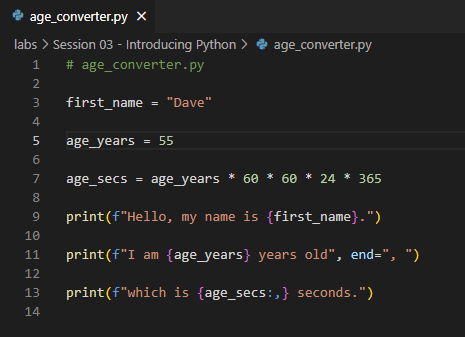 age_converter.py ×
labs > Session 03 - Introducing Python > age_converter.py
1 # age_converter.py
2
3 first_name = "Dave"
4
5 age_years = 55
6
7 age_secs = age_years * 60 * 60 * 24 * 365
8
9 print(f"Hello, my name is {first_name}.")
10
11 print(f"I am {age_years} years old", end=", ")
12
13 print(f"which is {age_secs:,} seconds.")
14